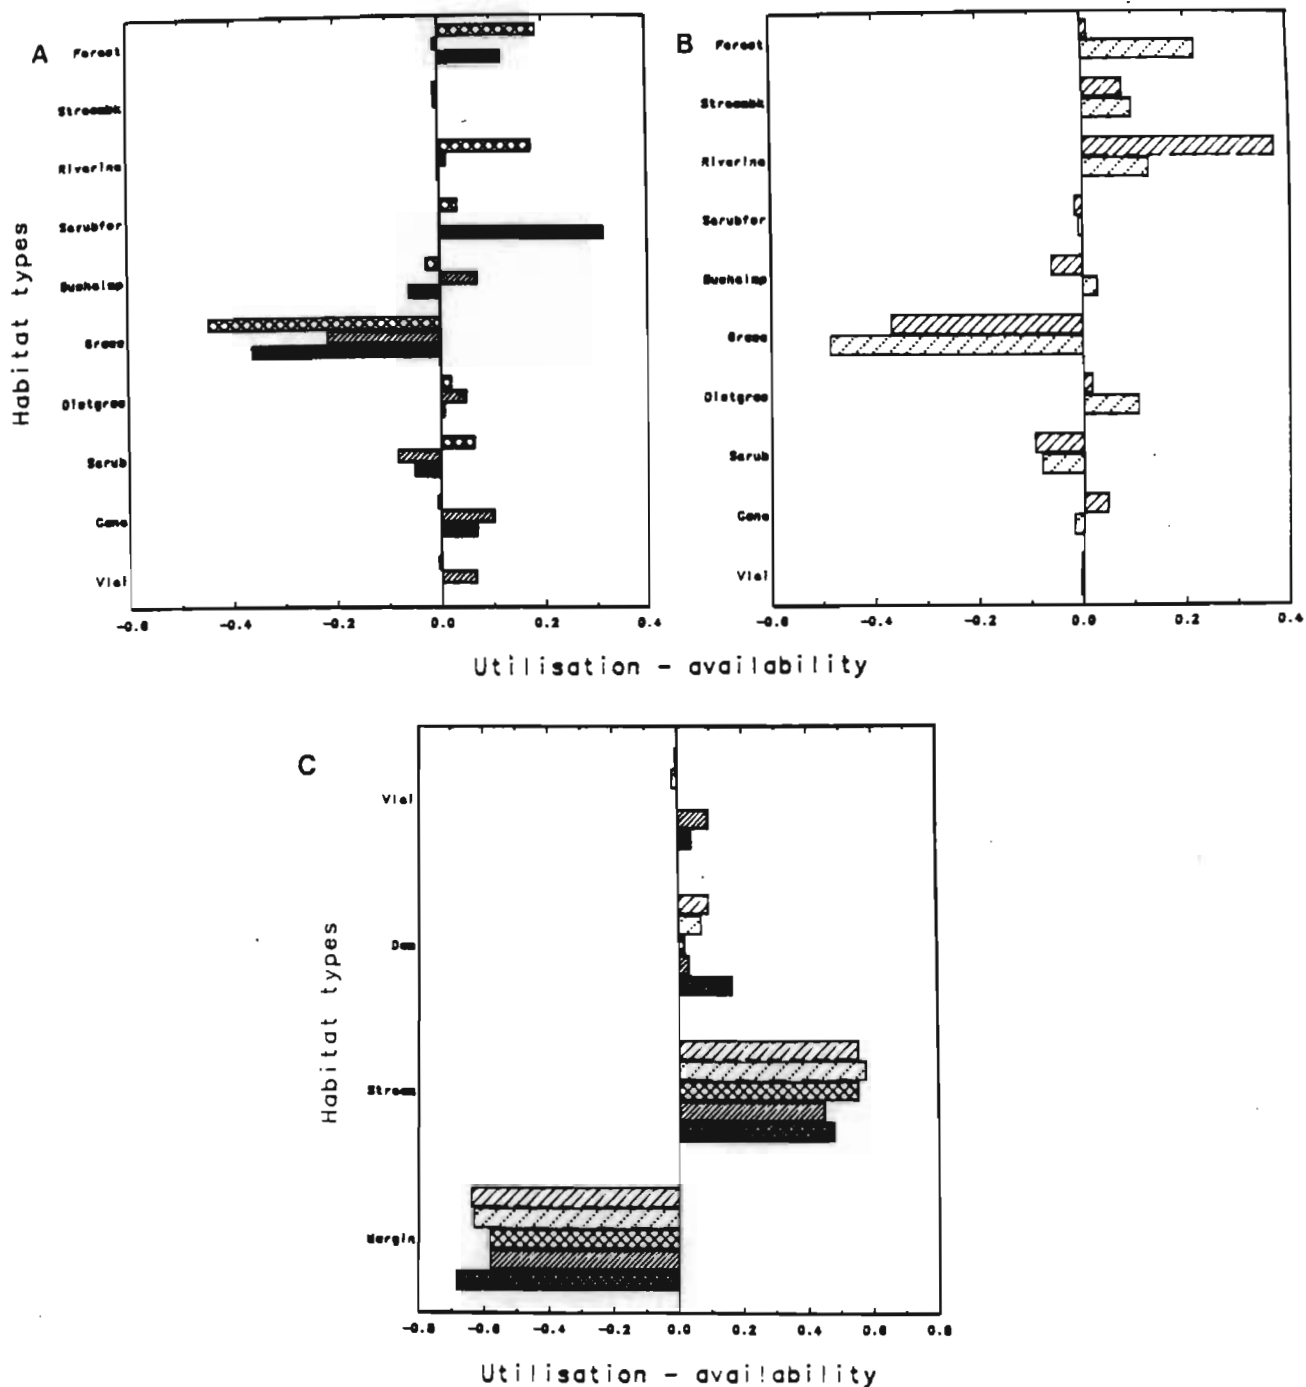 A
Forest
Streambk
Riverine
Scrubfor
Bushclmp
Grass
Distgras
Scrub
Cane
Vlei
Habitat types
-0.6 -0.4 -0.2 0.0 0.2 0.4
B
Forest
Streambk
Riverine
Scrubfor
Bushclmp
Grass
Distgras
Scrub
Cane
Vlei
-0.6 -0.4 -0.2 0.0 0.2 0.4
Utilisation - availability
C
Vlei
Dam
Stream
Margin
Habitat types
-0.8 -0.6 -0.4 -0.2 0.0 0.2 0.4 0.6 0.8
Utilisation - availability